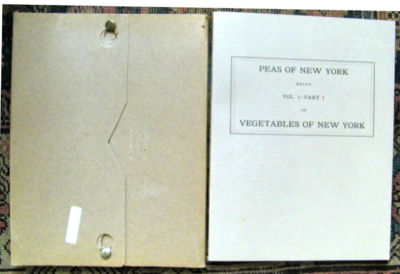 PEAS OF NEW YORK
BEING
VOL. 1—PART 1
OF
VEGETABLES OF NEW YORK